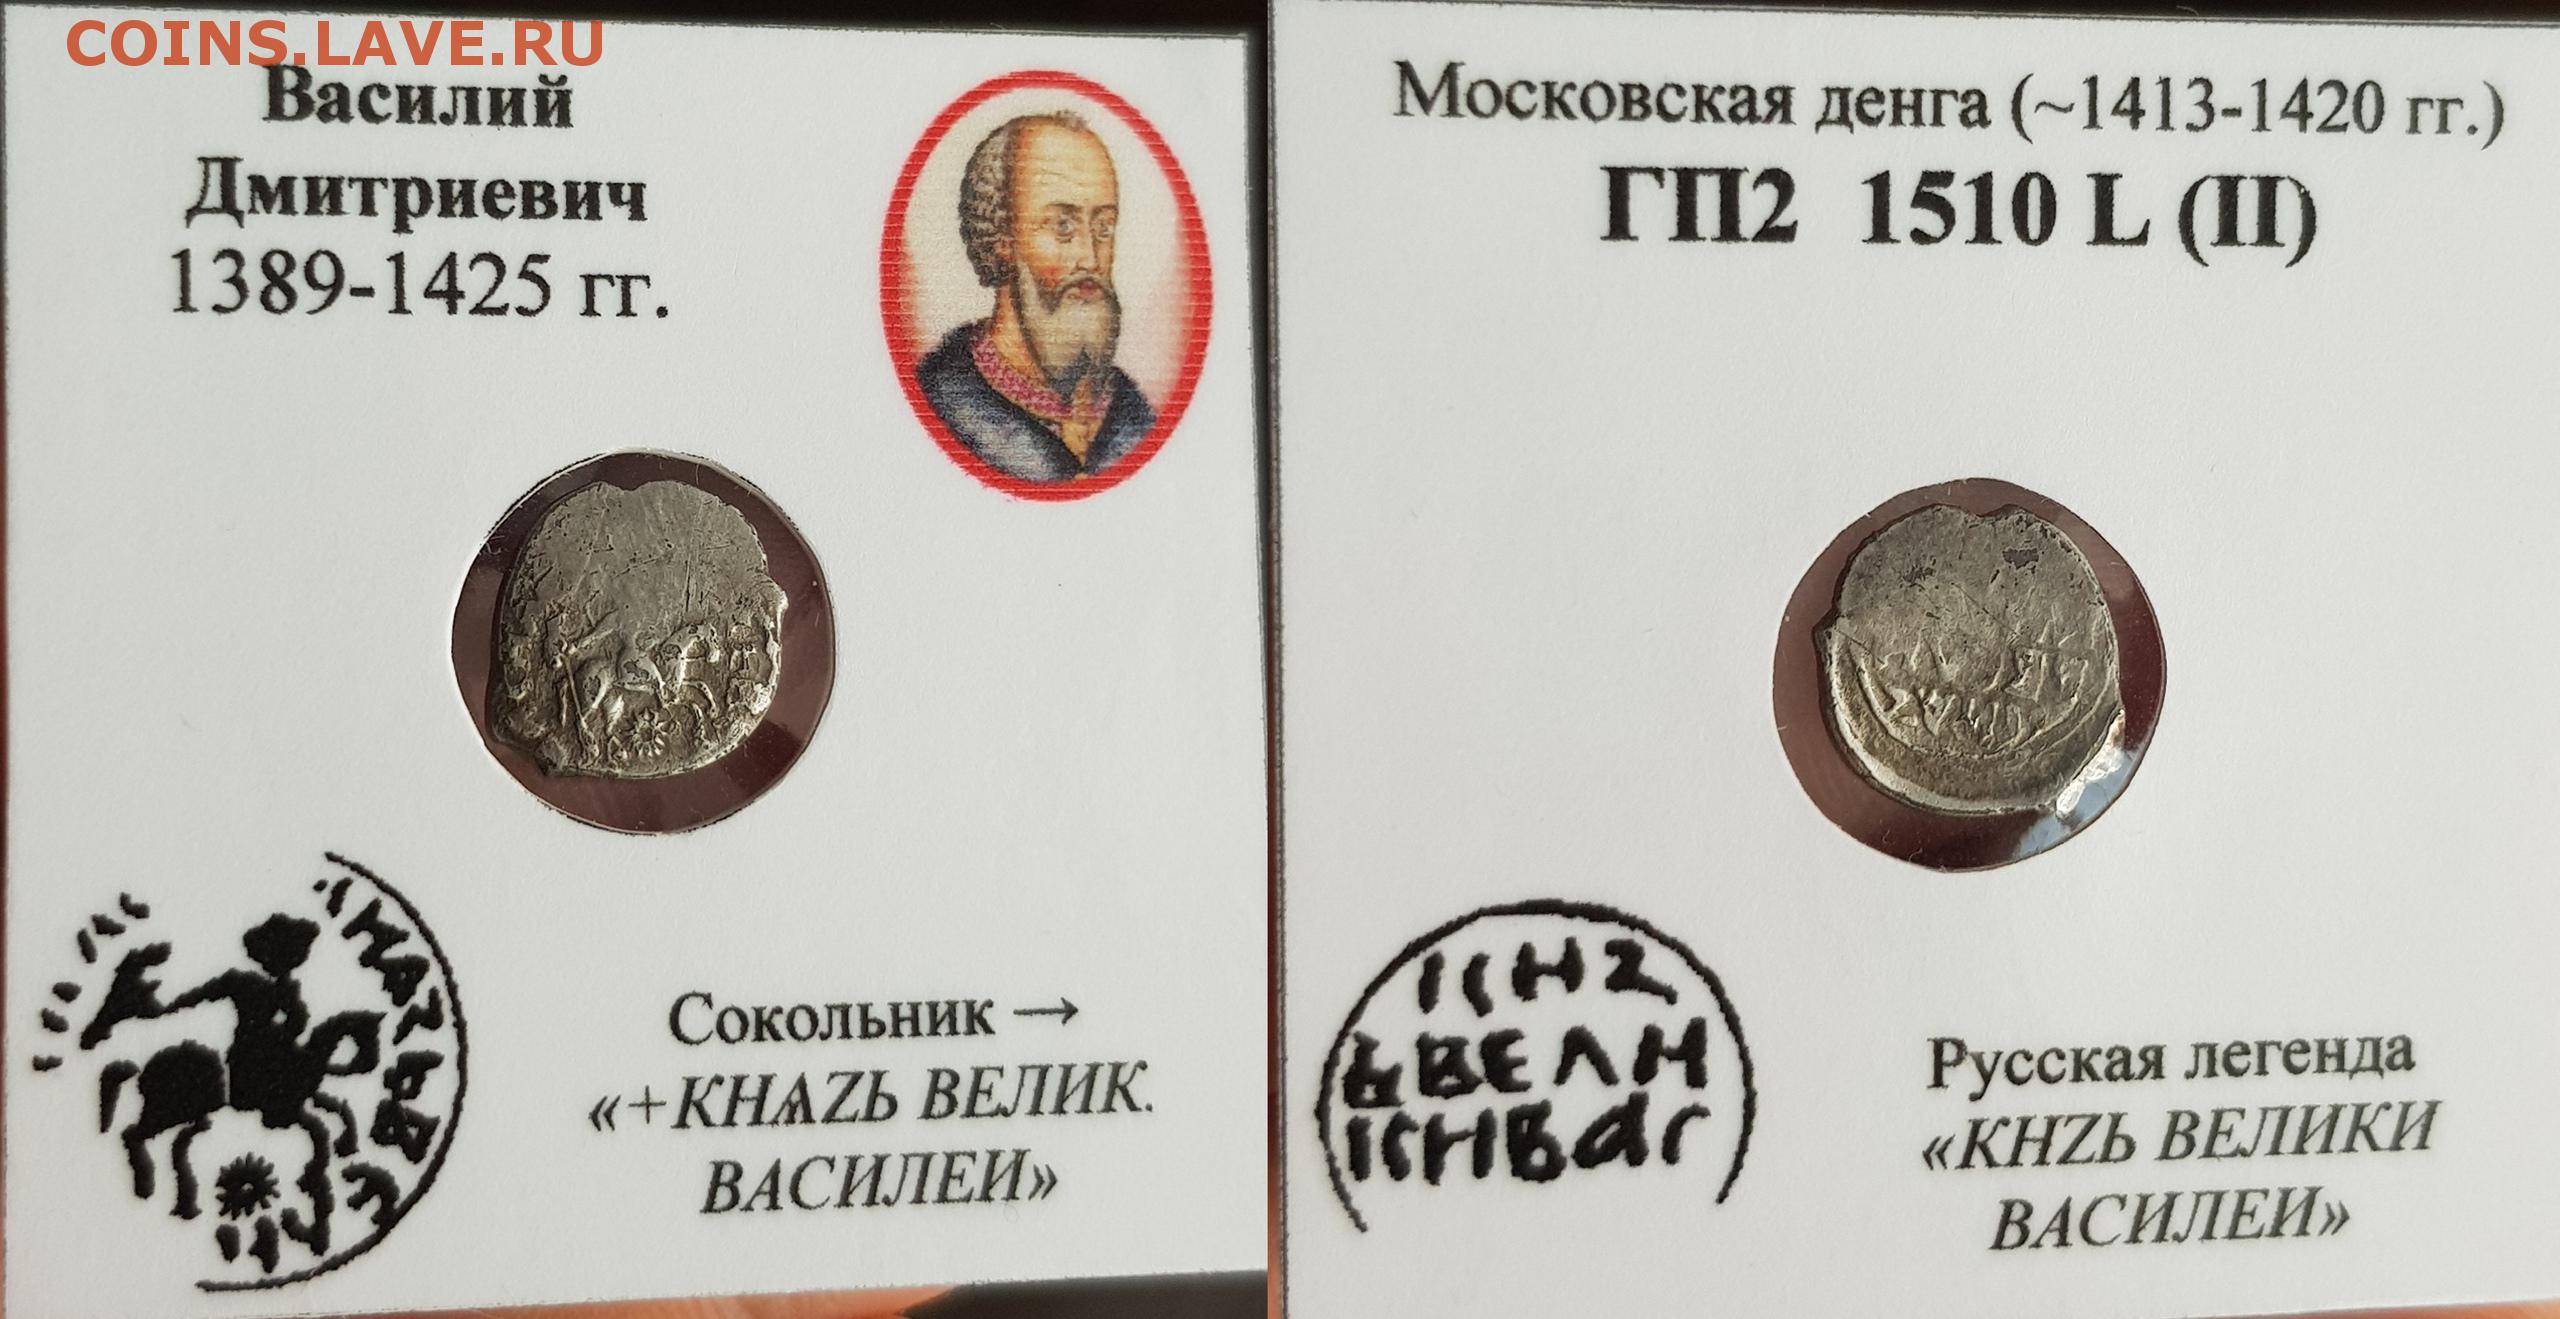 COINS.LAVE.RU
Василий
Дмитриевич
1389-1425 гг.
Сокольник →
«+КНѦZЬ ВЕЛИК.
ВАСИЛЕИ»
Московская денга (~1413-1420 гг.)
ГП2 1510 L (II)
Русская легенда
«КНZЬ ВЕЛИКИ
ВАСИЛЕИ»